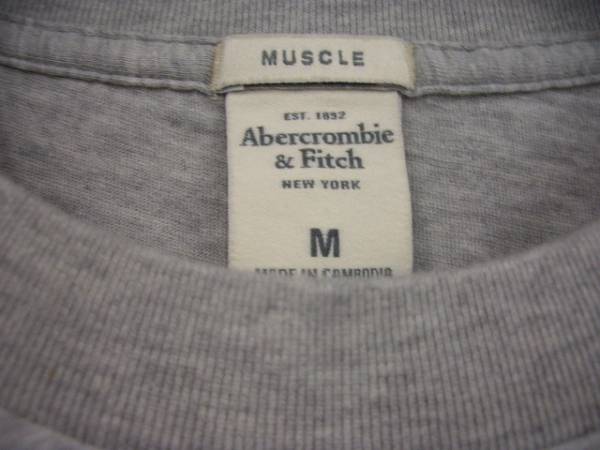 MUSCLE
EST. 1892
Abercrombie
& Fitch
NEW YORK
M
MADE IN CAMBODIA